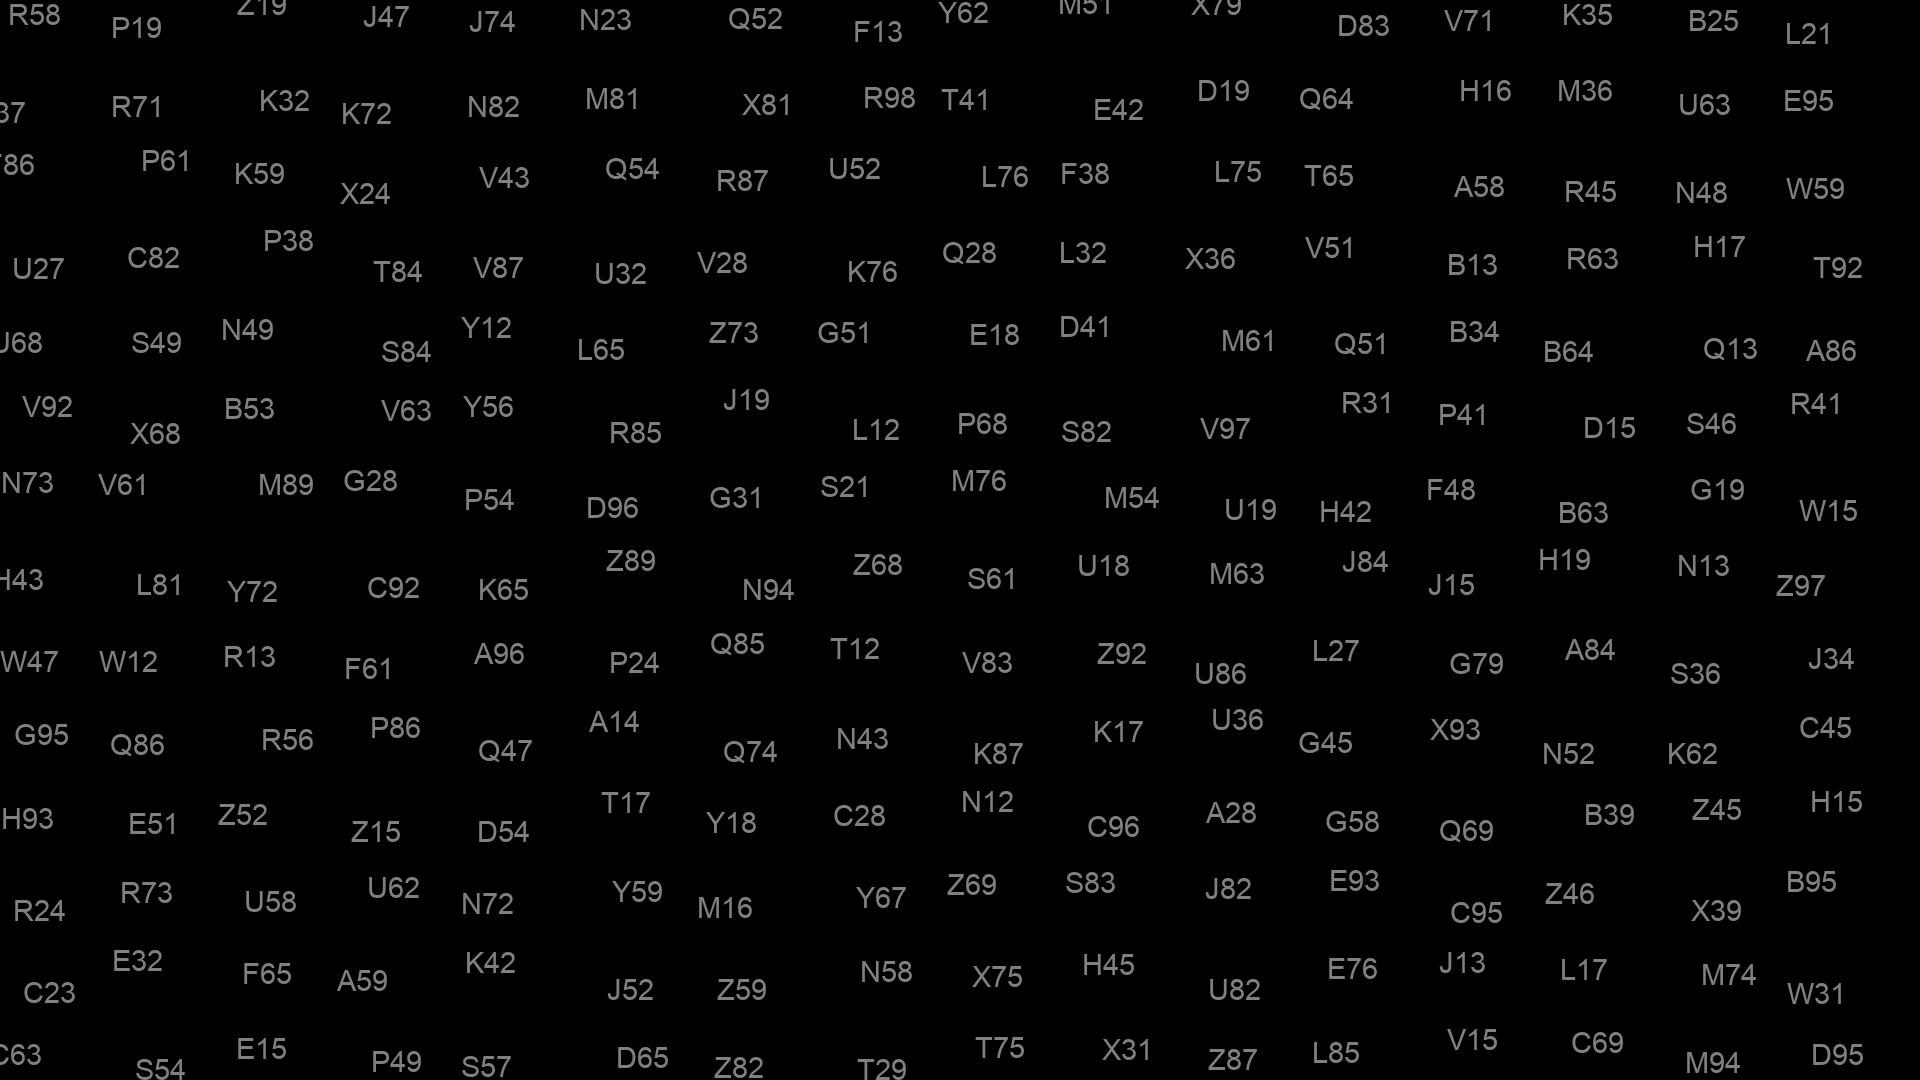 R58 P19 Z19 J47 J74 N23 Q52 F13 Y62 M51 X79 D83 V71 K35 B25 L21
37 R71 K32 K72 N82 M81 X81 R98 T41 E42 D19 Q64 H16 M36 U63 E95
86 P61 K59 X24 V43 Q54 R87 U52 L76 F38 L75 T65 A58 R45 N48 W59
U27 C82 P38 T84 V87 U32 V28 K76 Q28 L32 X36 V51 B13 R63 H17 T92
J68 S49 N49 S84 Y12 L65 Z73 G51 E18 D41 M61 Q51 B34 B64 Q13 A86
V92 X68 B53 V63 Y56 R85 J19 L12 P68 S82 V97 R31 P41 D15 S46 R41
N73 V61 M89 G28 P54 D96 G31 S21 M76 M54 U19 H42 F48 B63 G19 W15
H43 L81 Y72 C92 K65 Z89 N94 Z68 S61 U18 M63 J84 J15 H19 N13 Z97
W47 W12 R13 F61 A96 P24 Q85 T12 V83 Z92 U86 L27 G79 A84 S36 J34
G95 Q86 R56 P86 Q47 A14 Q74 N43 K87 K17 U36 G45 X93 N52 K62 C45
H93 E51 Z52 Z15 D54 T17 Y18 C28 N12 C96 A28 G58 Q69 B39 Z45 H15
R24 R73 U58 U62 N72 Y59 M16 Y67 Z69 S83 J82 E93 C95 Z46 X39 B95
C23 E32 F65 A59 K42 J52 Z59 N58 X75 H45 U82 E76 J13 L17 M74 W31
C63 S54 E15 P49 S57 D65 Z82 T29 T75 X31 Z87 L85 V15 C69 M94 D95